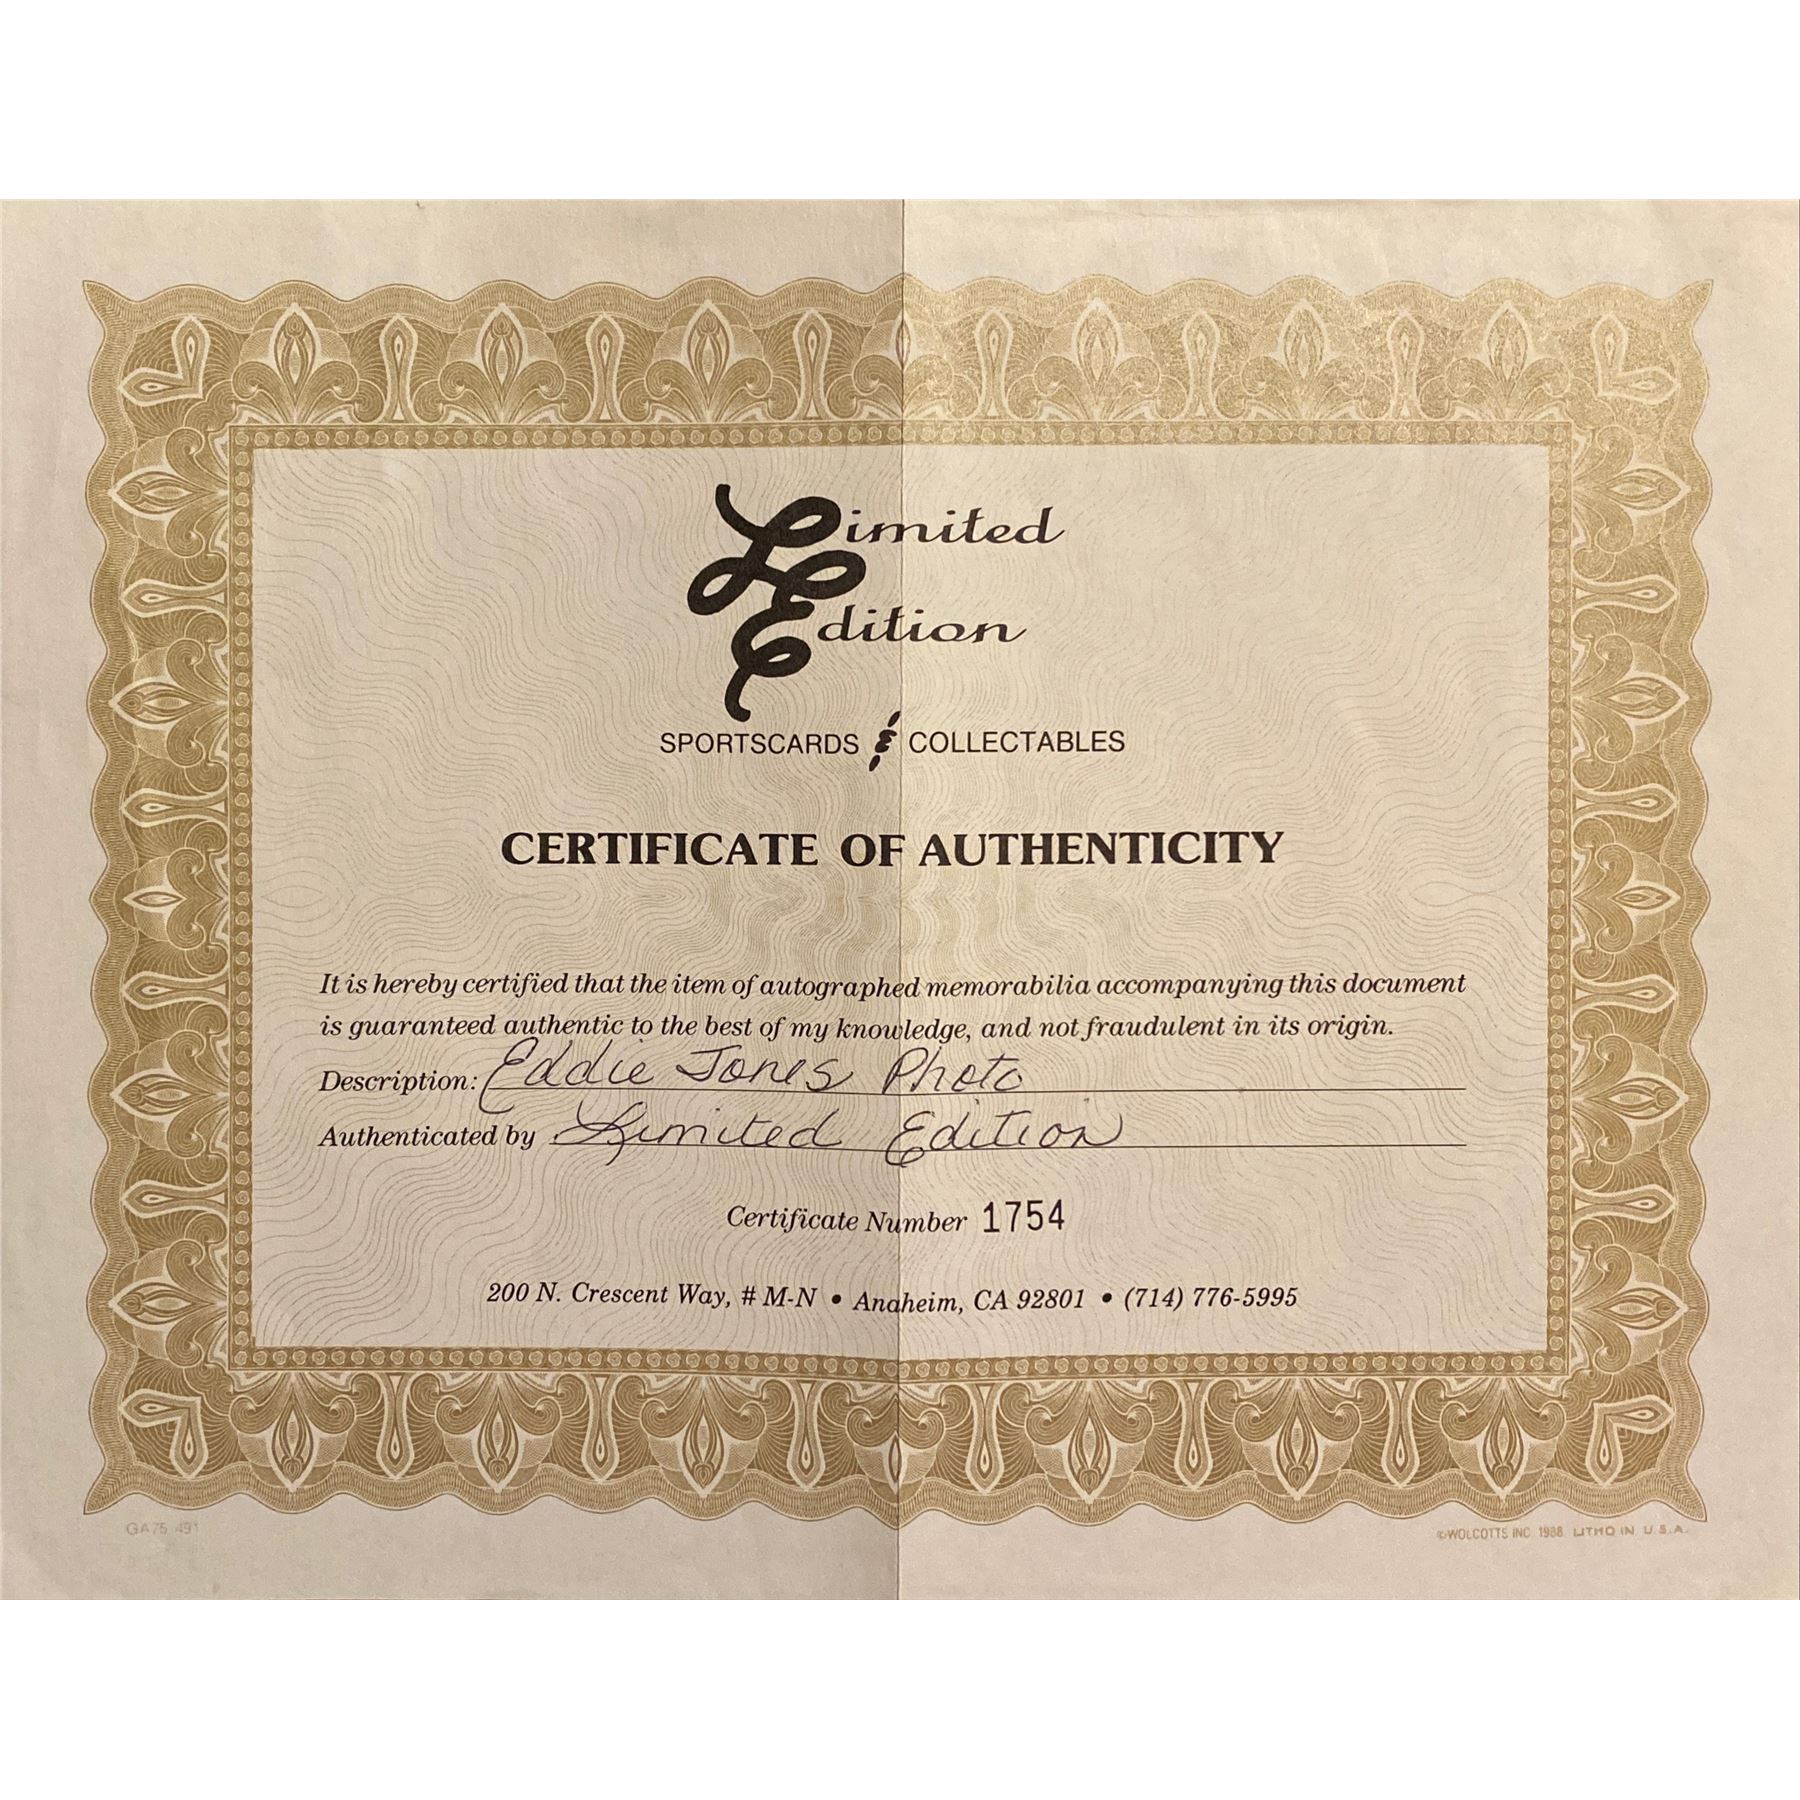 Limited
Edition
SPORTSCARDS & COLLECTABLES
CERTIFICATE OF AUTHENTICITY
It is hereby certified that the item of autographed memorabilia accompanying this document
is guaranteed authentic to the best of my knowledge, and not fraudulent in its origin.
Description: Eddie Jones Photo
Authenticated by Limited Edition
Certificate Number 1754
200 N. Crescent Way, # M-N • Anaheim, CA 92801 • (714) 776-5995
GA75 491
©WOLCOTTS INC. 1988 LITHO IN U.S.A.